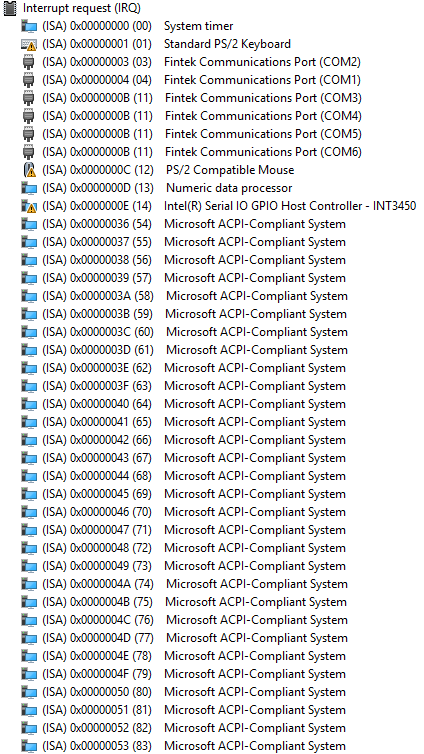 Interrupt request (IRQ)
(ISA) 0x00000000 (00) System timer
(ISA) 0x00000001 (01) Standard PS/2 Keyboard
(ISA) 0x00000003 (03) Fintek Communications Port (COM2)
(ISA) 0x00000004 (04) Fintek Communications Port (COM1)
(ISA) 0x0000000B (11) Fintek Communications Port (COM3)
(ISA) 0x0000000B (11) Fintek Communications Port (COM4)
(ISA) 0x0000000B (11) Fintek Communications Port (COM5)
(ISA) 0x0000000B (11) Fintek Communications Port (COM6)
(ISA) 0x0000000C (12) PS/2 Compatible Mouse
(ISA) 0x0000000D (13) Numeric data processor
(ISA) 0x0000000E (14) Intel(R) Serial IO GPIO Host Controller - INT3450
(ISA) 0x00000036 (54) Microsoft ACPI-Compliant System
(ISA) 0x00000037 (55) Microsoft ACPI-Compliant System
(ISA) 0x00000038 (56) Microsoft ACPI-Compliant System
(ISA) 0x00000039 (57) Microsoft ACPI-Compliant System
(ISA) 0x0000003A (58) Microsoft ACPI-Compliant System
(ISA) 0x0000003B (59) Microsoft ACPI-Compliant System
(ISA) 0x0000003C (60) Microsoft ACPI-Compliant System
(ISA) 0x0000003D (61) Microsoft ACPI-Compliant System
(ISA) 0x0000003E (62) Microsoft ACPI-Compliant System
(ISA) 0x0000003F (63) Microsoft ACPI-Compliant System
(ISA) 0x00000040 (64) Microsoft ACPI-Compliant System
(ISA) 0x00000041 (65) Microsoft ACPI-Compliant System
(ISA) 0x00000042 (66) Microsoft ACPI-Compliant System
(ISA) 0x00000043 (67) Microsoft ACPI-Compliant System
(ISA) 0x00000044 (68) Microsoft ACPI-Compliant System
(ISA) 0x00000045 (69) Microsoft ACPI-Compliant System
(ISA) 0x00000046 (70) Microsoft ACPI-Compliant System
(ISA) 0x00000047 (71) Microsoft ACPI-Compliant System
(ISA) 0x00000048 (72) Microsoft ACPI-Compliant System
(ISA) 0x00000049 (73) Microsoft ACPI-Compliant System
(ISA) 0x0000004A (74) Microsoft ACPI-Compliant System
(ISA) 0x0000004B (75) Microsoft ACPI-Compliant System
(ISA) 0x0000004C (76) Microsoft ACPI-Compliant System
(ISA) 0x0000004D (77) Microsoft ACPI-Compliant System
(ISA) 0x0000004E (78) Microsoft ACPI-Compliant System
(ISA) 0x0000004F (79) Microsoft ACPI-Compliant System
(ISA) 0x00000050 (80) Microsoft ACPI-Compliant System
(ISA) 0x00000051 (81) Microsoft ACPI-Compliant System
(ISA) 0x00000052 (82) Microsoft ACPI-Compliant System
(ISA) 0x00000053 (83) Microsoft ACPI-Compliant System